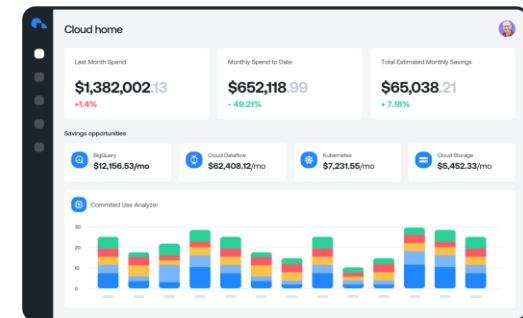 Cloud home
Last Month Spend
$1,382,002.13
+1.4%
Monthly Spend to Date
$652,118.99
- 49.21%
Total Estimated Monthly Savings
$65,038.21
+ 7.18%
Savings opportunities
BigQuery
$12,156.53/mo
Cloud Dataflow
$62,408.12/mo
Kubernetes
$7,231.55/mo
Cloud Storage
$5,452.33/mo
Commited Use Analyzer
30
20
10
0